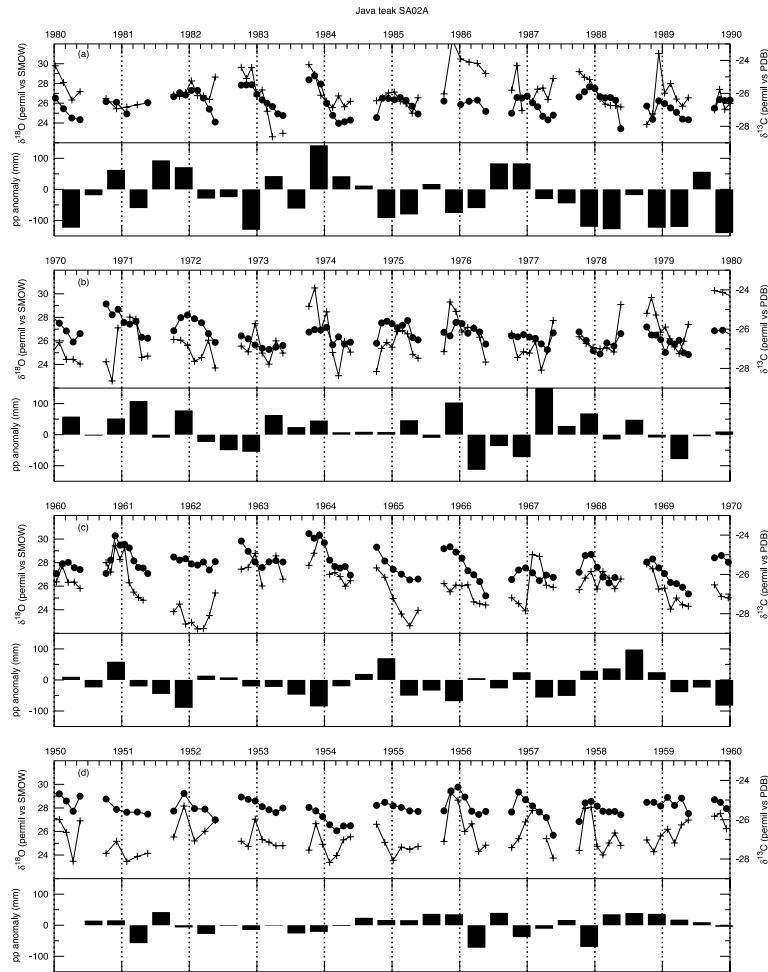 Java teak SA02A
1980 1981 1982 1983 1984 1985 1986 1987 1988 1989 1990
(a)
δ18O (permil vs SMOW)
30
28
26
24
δ13C (permil vs PDB)
-24
-26
-28
pp anomaly (mm)
100
0
-100
1970 1971 1972 1973 1974 1975 1976 1977 1978 1979 1980
(b)
δ18O (permil vs SMOW)
30
28
26
24
δ13C (permil vs PDB)
-24
-26
-28
pp anomaly (mm)
100
0
-100
1960 1961 1962 1963 1964 1965 1966 1967 1968 1969 1970
(c)
δ18O (permil vs SMOW)
30
28
26
24
δ13C (permil vs PDB)
-24
-26
-28
pp anomaly (mm)
100
0
-100
1950 1951 1952 1953 1954 1955 1956 1957 1958 1959 1960
(d)
δ18O (permil vs SMOW)
30
28
26
24
δ13C (permil vs PDB)
-24
-26
-28
pp anomaly (mm)
100
0
-100